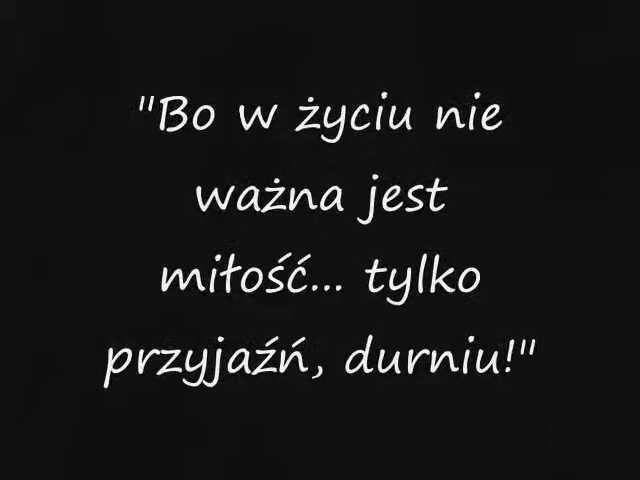 "Bo w życiu nie
ważna jest
miłość... tylko
przyjaźń, durniu!"